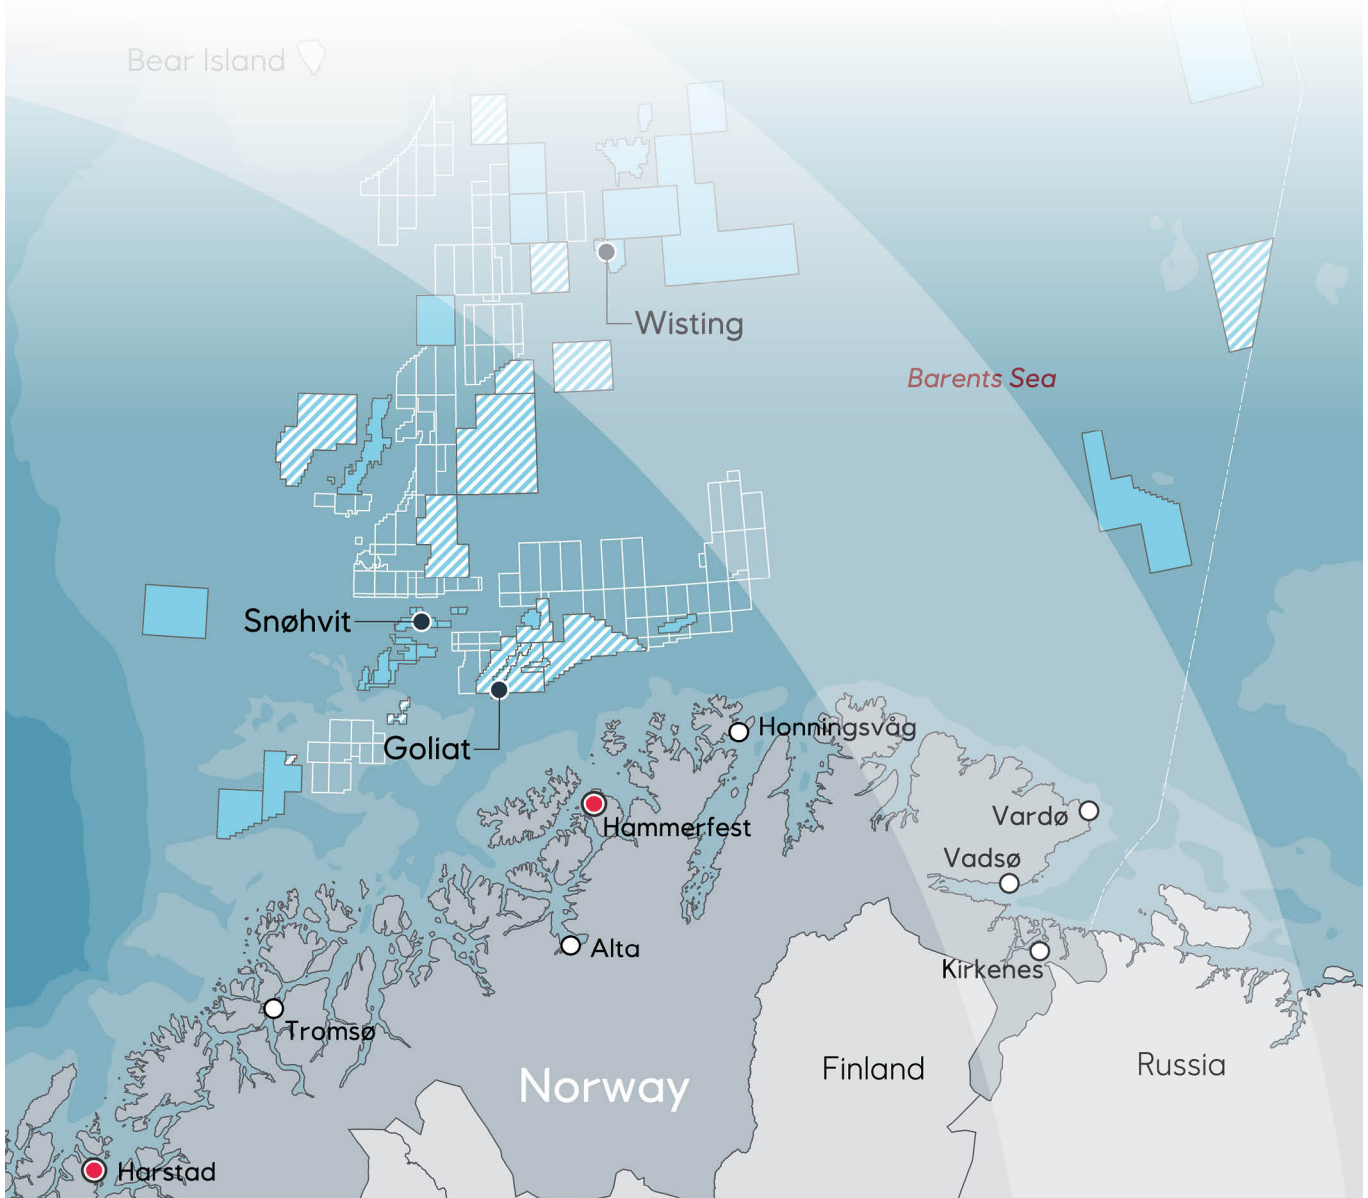 Bear Island
Wisting
Barents Sea
Snøhvit
Goliat
Honningsvåg
Hammerfest
Vardø
Vadsø
Alta
Kirkenes
Tromsø
Norway
Finland
Russia
Harstad